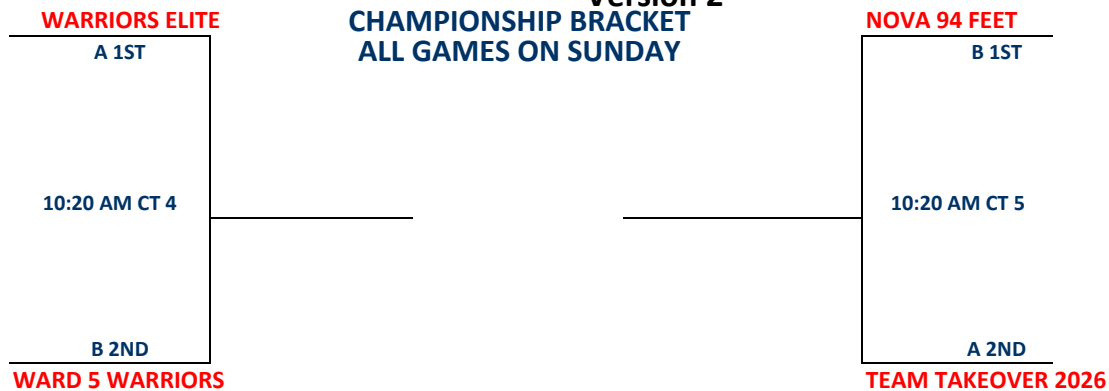 Version 2
WARRIORS ELITE
CHAMPIONSHIP BRACKET
NOVA 94 FEET
A 1ST
ALL GAMES ON SUNDAY
B 1ST
10:20 AM CT 4
10:20 AM CT 5
B 2ND
A 2ND
WARD 5 WARRIORS
TEAM TAKEOVER 2026